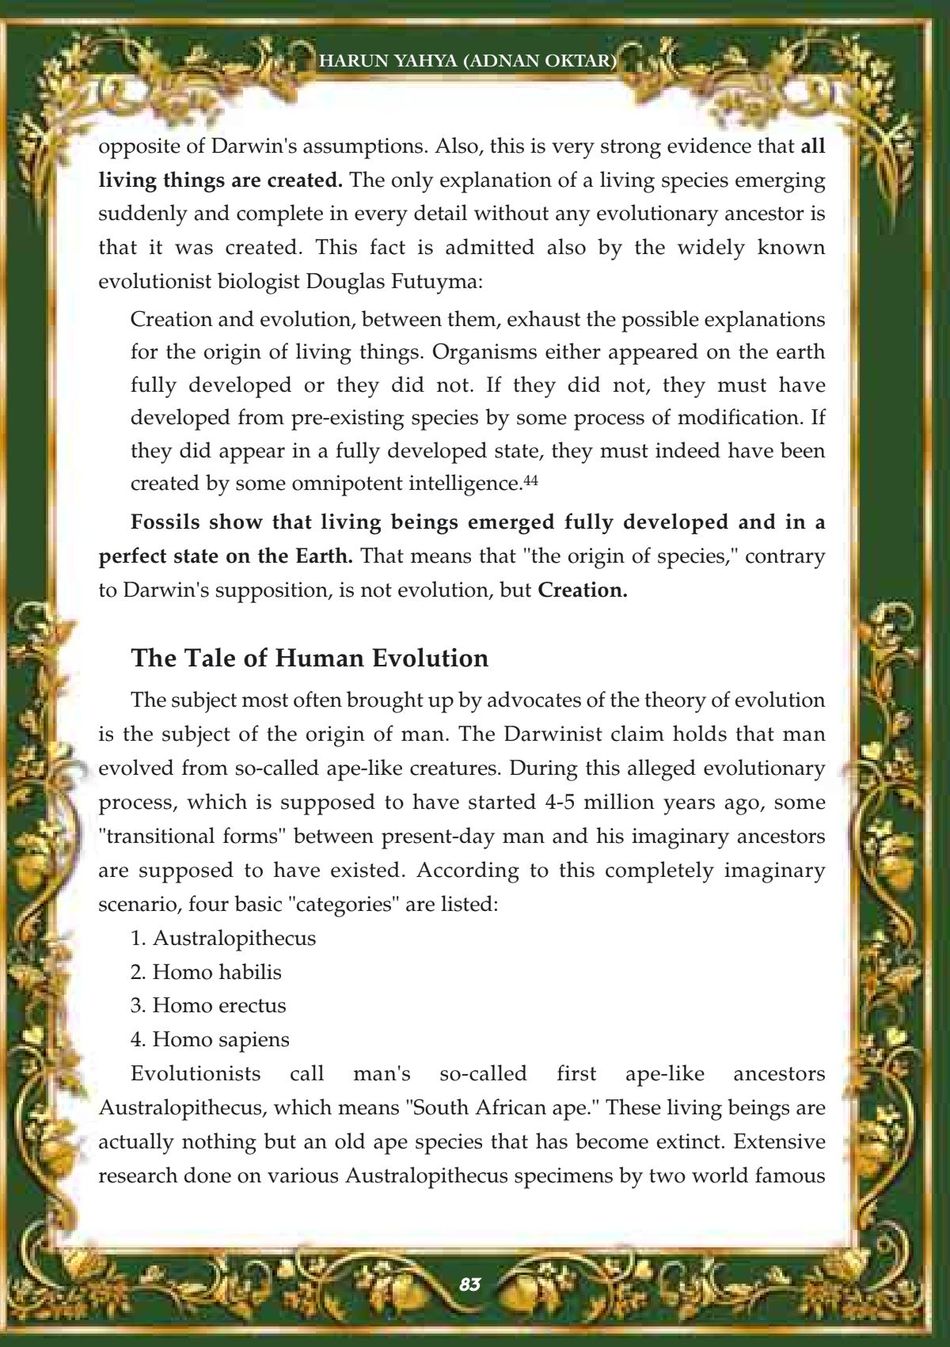 HARUN YAHYA (ADNAN OKTAR)
opposite of Darwin's assumptions. Also, this is very strong evidence that all
living things are created. The only explanation of a living species emerging
suddenly and complete in every detail without any evolutionary ancestor is
that it was created. This fact is admitted also by the widely known
evolutionist biologist Douglas Futuyma:
Creation and evolution, between them, exhaust the possible explanations
for the origin of living things. Organisms either appeared on the earth
fully developed or they did not. If they did not, they must have
developed from pre-existing species by some process of modification. If
they did appear in a fully developed state, they must indeed have been
created by some omnipotent intelligence.44
Fossils show that living beings emerged fully developed and in a
perfect state on the Earth. That means that "the origin of species," contrary
to Darwin's supposition, is not evolution, but Creation.
The Tale of Human Evolution
The subject most often brought up by advocates of the theory of evolution
is the subject of the origin of man. The Darwinist claim holds that man
evolved from so-called ape-like creatures. During this alleged evolutionary
process, which is supposed to have started 4-5 million years ago, some
"transitional forms" between present-day man and his imaginary ancestors
are supposed to have existed. According to this completely imaginary
scenario, four basic "categories" are listed:
1. Australopithecus
2. Homo habilis
3. Homo erectus
4. Homo sapiens
Evolutionists call man's so-called first ape-like ancestors
Australopithecus, which means "South African ape." These living beings are
actually nothing but an old ape species that has become extinct. Extensive
research done on various Australopithecus specimens by two world famous
83